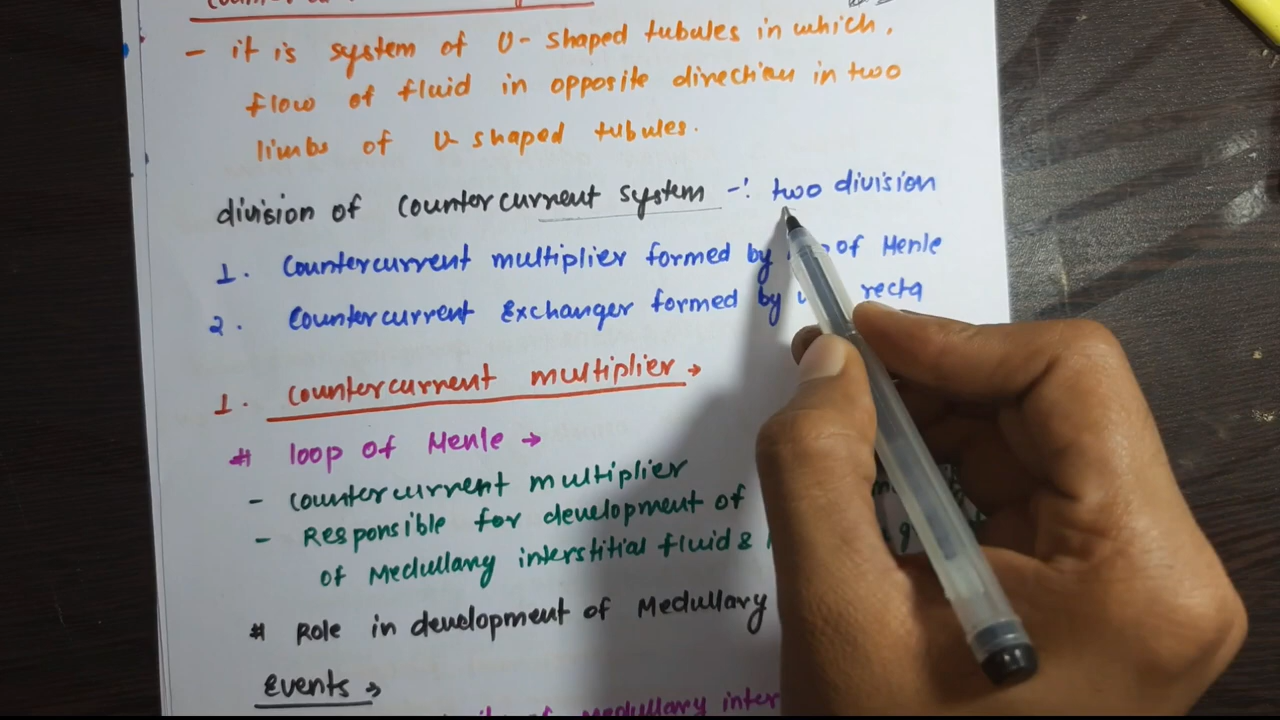 - it is system of U-shaped tubules in which,
flow of fluid in opposite direction in two
limbs of U shaped tubules.
division of countercurrent system -: two division
1. Countercurrent multiplier formed by of Henle
2. Countercurrent Exchanger formed by recta
1. Countercurrent multiplier →
# loop of Henle →
- Countercurrent multiplier
- Responsible for development of
of Medullary interstitial fluid &
# Role in development of Medullary
Events →
of medullary